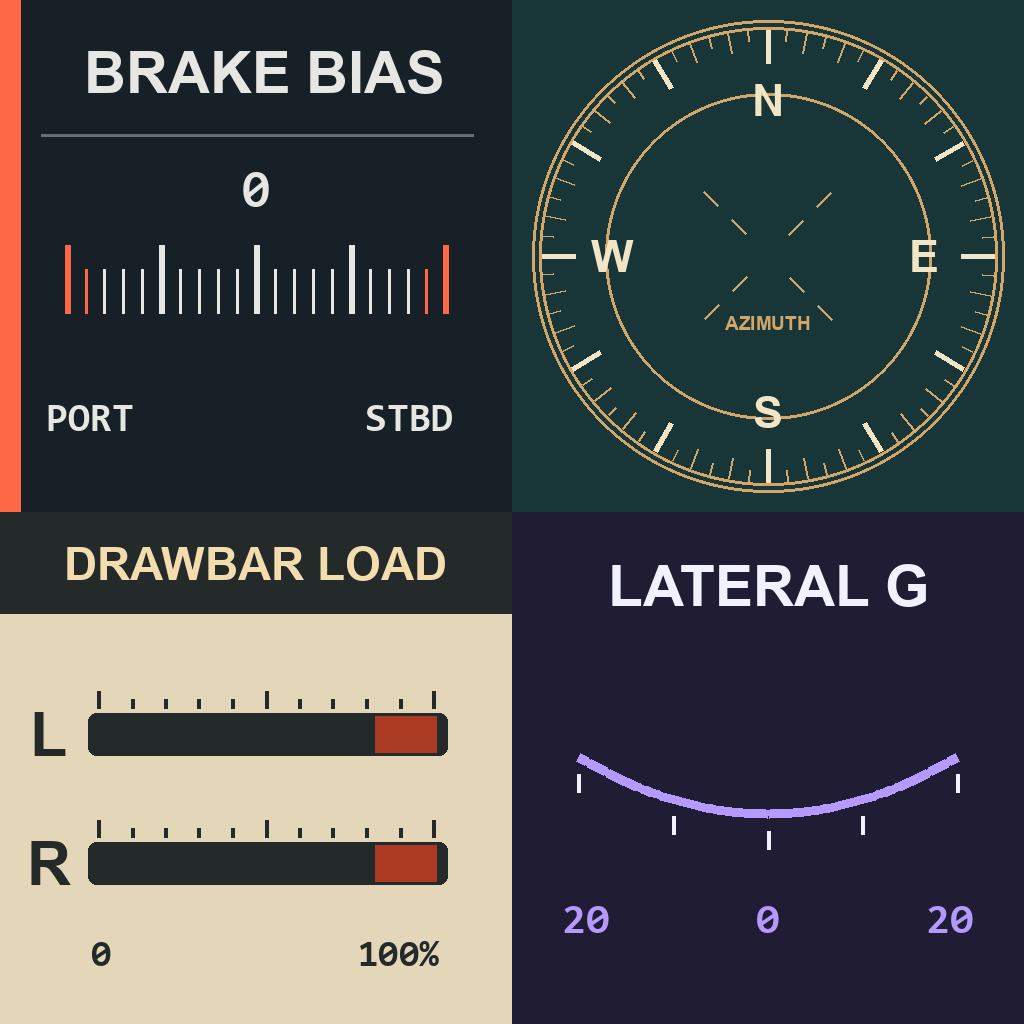 BRAKE BIAS
0
PORT STBD
N
W E
AZIMUTH
S
DRAWBAR LOAD
L
R
0 100%
LATERAL G
20 0 20